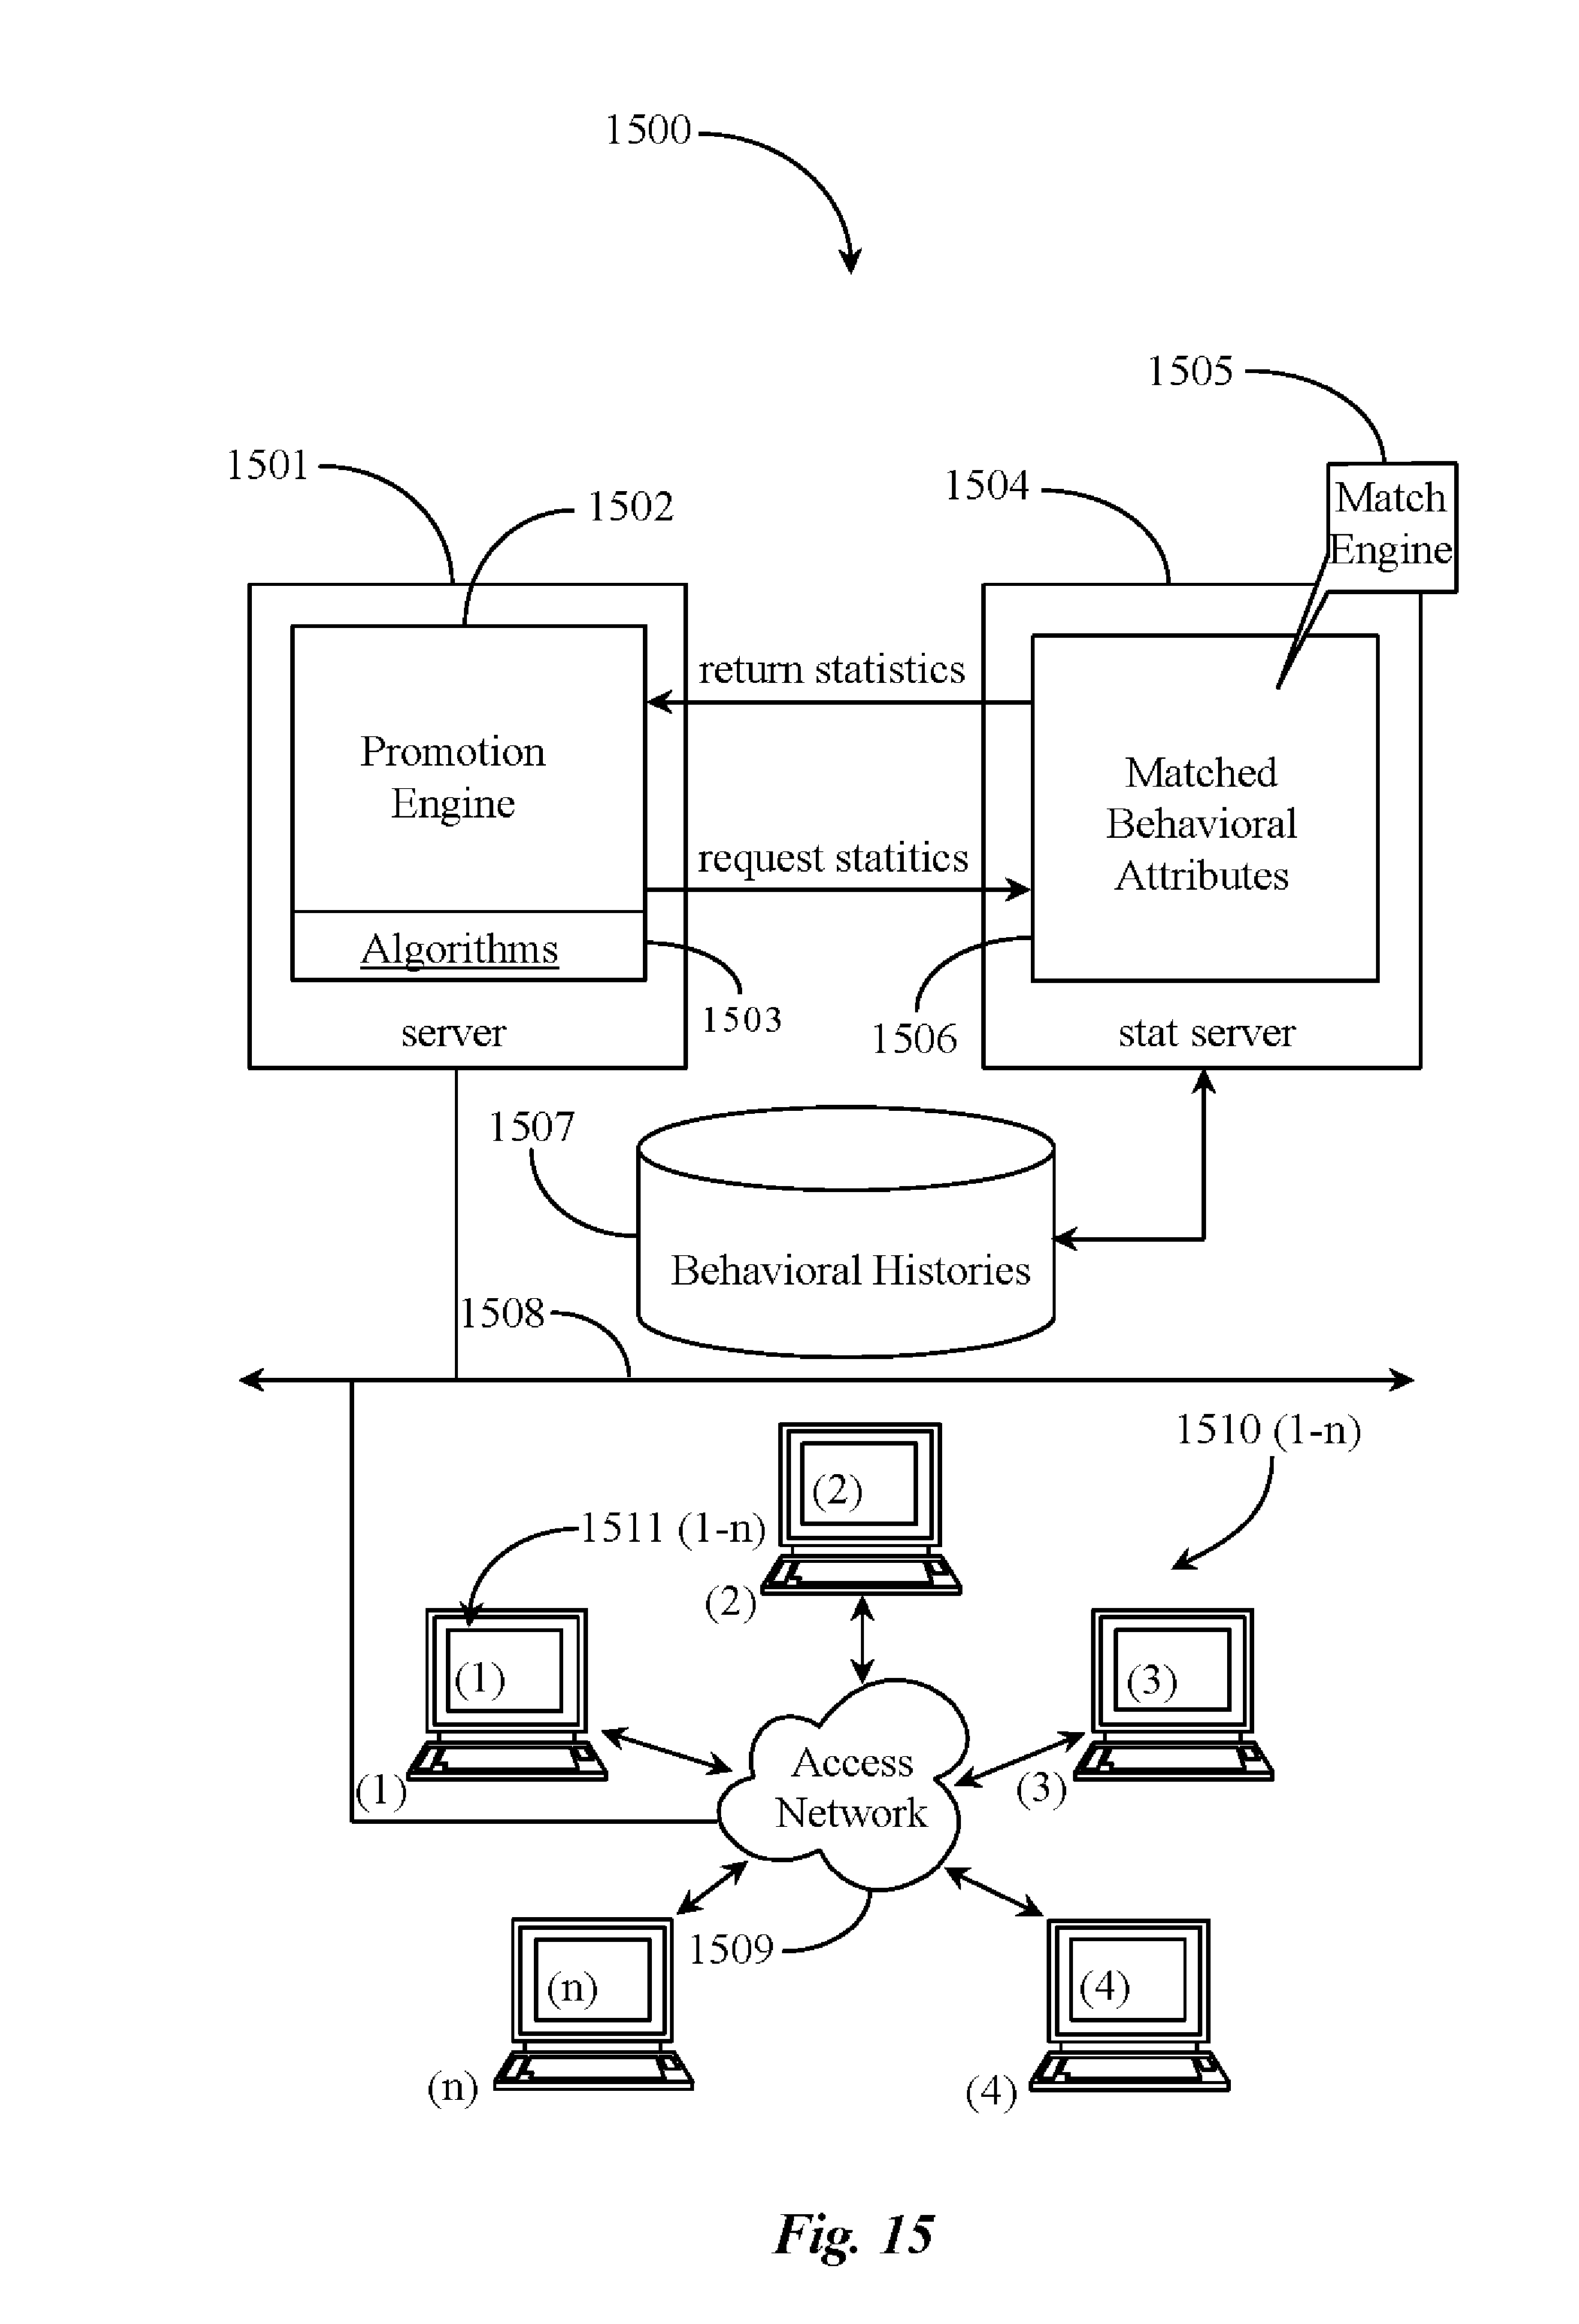 1500
1505
1501
1502
1504
Match
Engine
return statistics
Promotion
Engine
Matched
Behavioral
Attributes
request statitics
Algorithms
1503
1506
server
stat server
1507
Behavioral Histories
1508
1510 (1-n)
(2)
1511 (1-n)
(2)
(1)
(3)
Access
Network
(1)
(3)
1509
(n)
(4)
(n)
(4)
Fig. 15